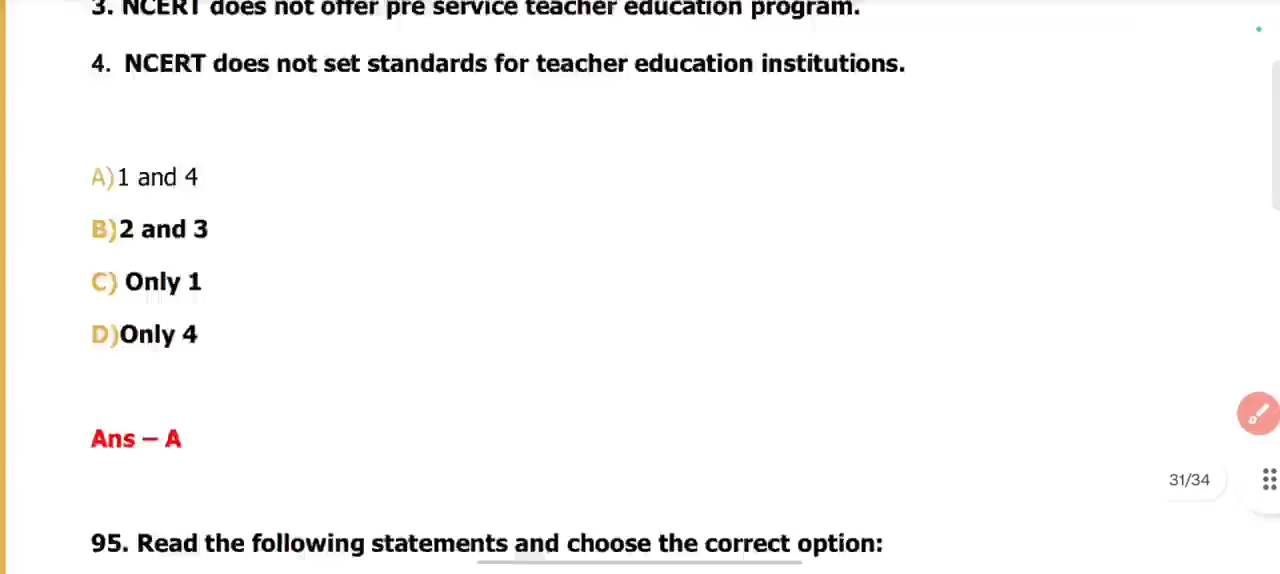 3. NCERT does not offer pre service teacher education program.
4. NCERT does not set standards for teacher education institutions.
A)1 and 4
B)2 and 3
C) Only 1
D)Only 4
Ans – A
31/34
95. Read the following statements and choose the correct option: